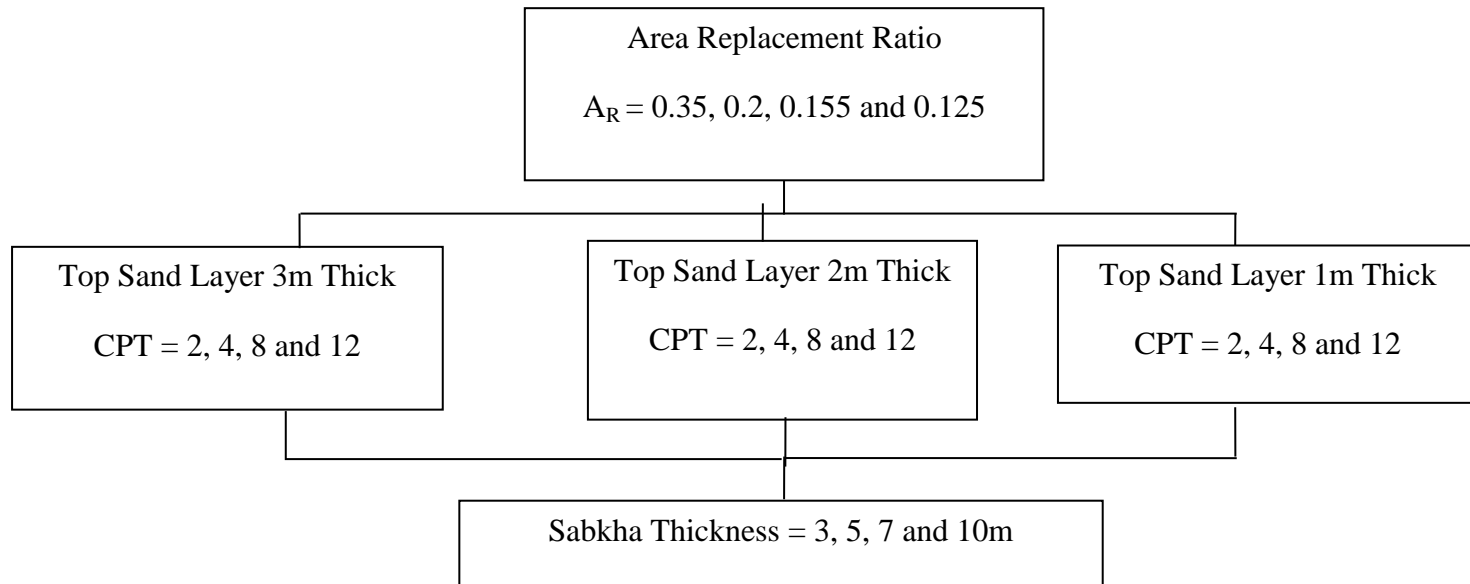 Area Replacement Ratio
A_R = 0.35, 0.2, 0.155 and 0.125
Top Sand Layer 3m Thick
CPT = 2, 4, 8 and 12
Top Sand Layer 2m Thick
CPT = 2, 4, 8 and 12
Top Sand Layer 1m Thick
CPT = 2, 4, 8 and 12
Sabkha Thickness = 3, 5, 7 and 10m